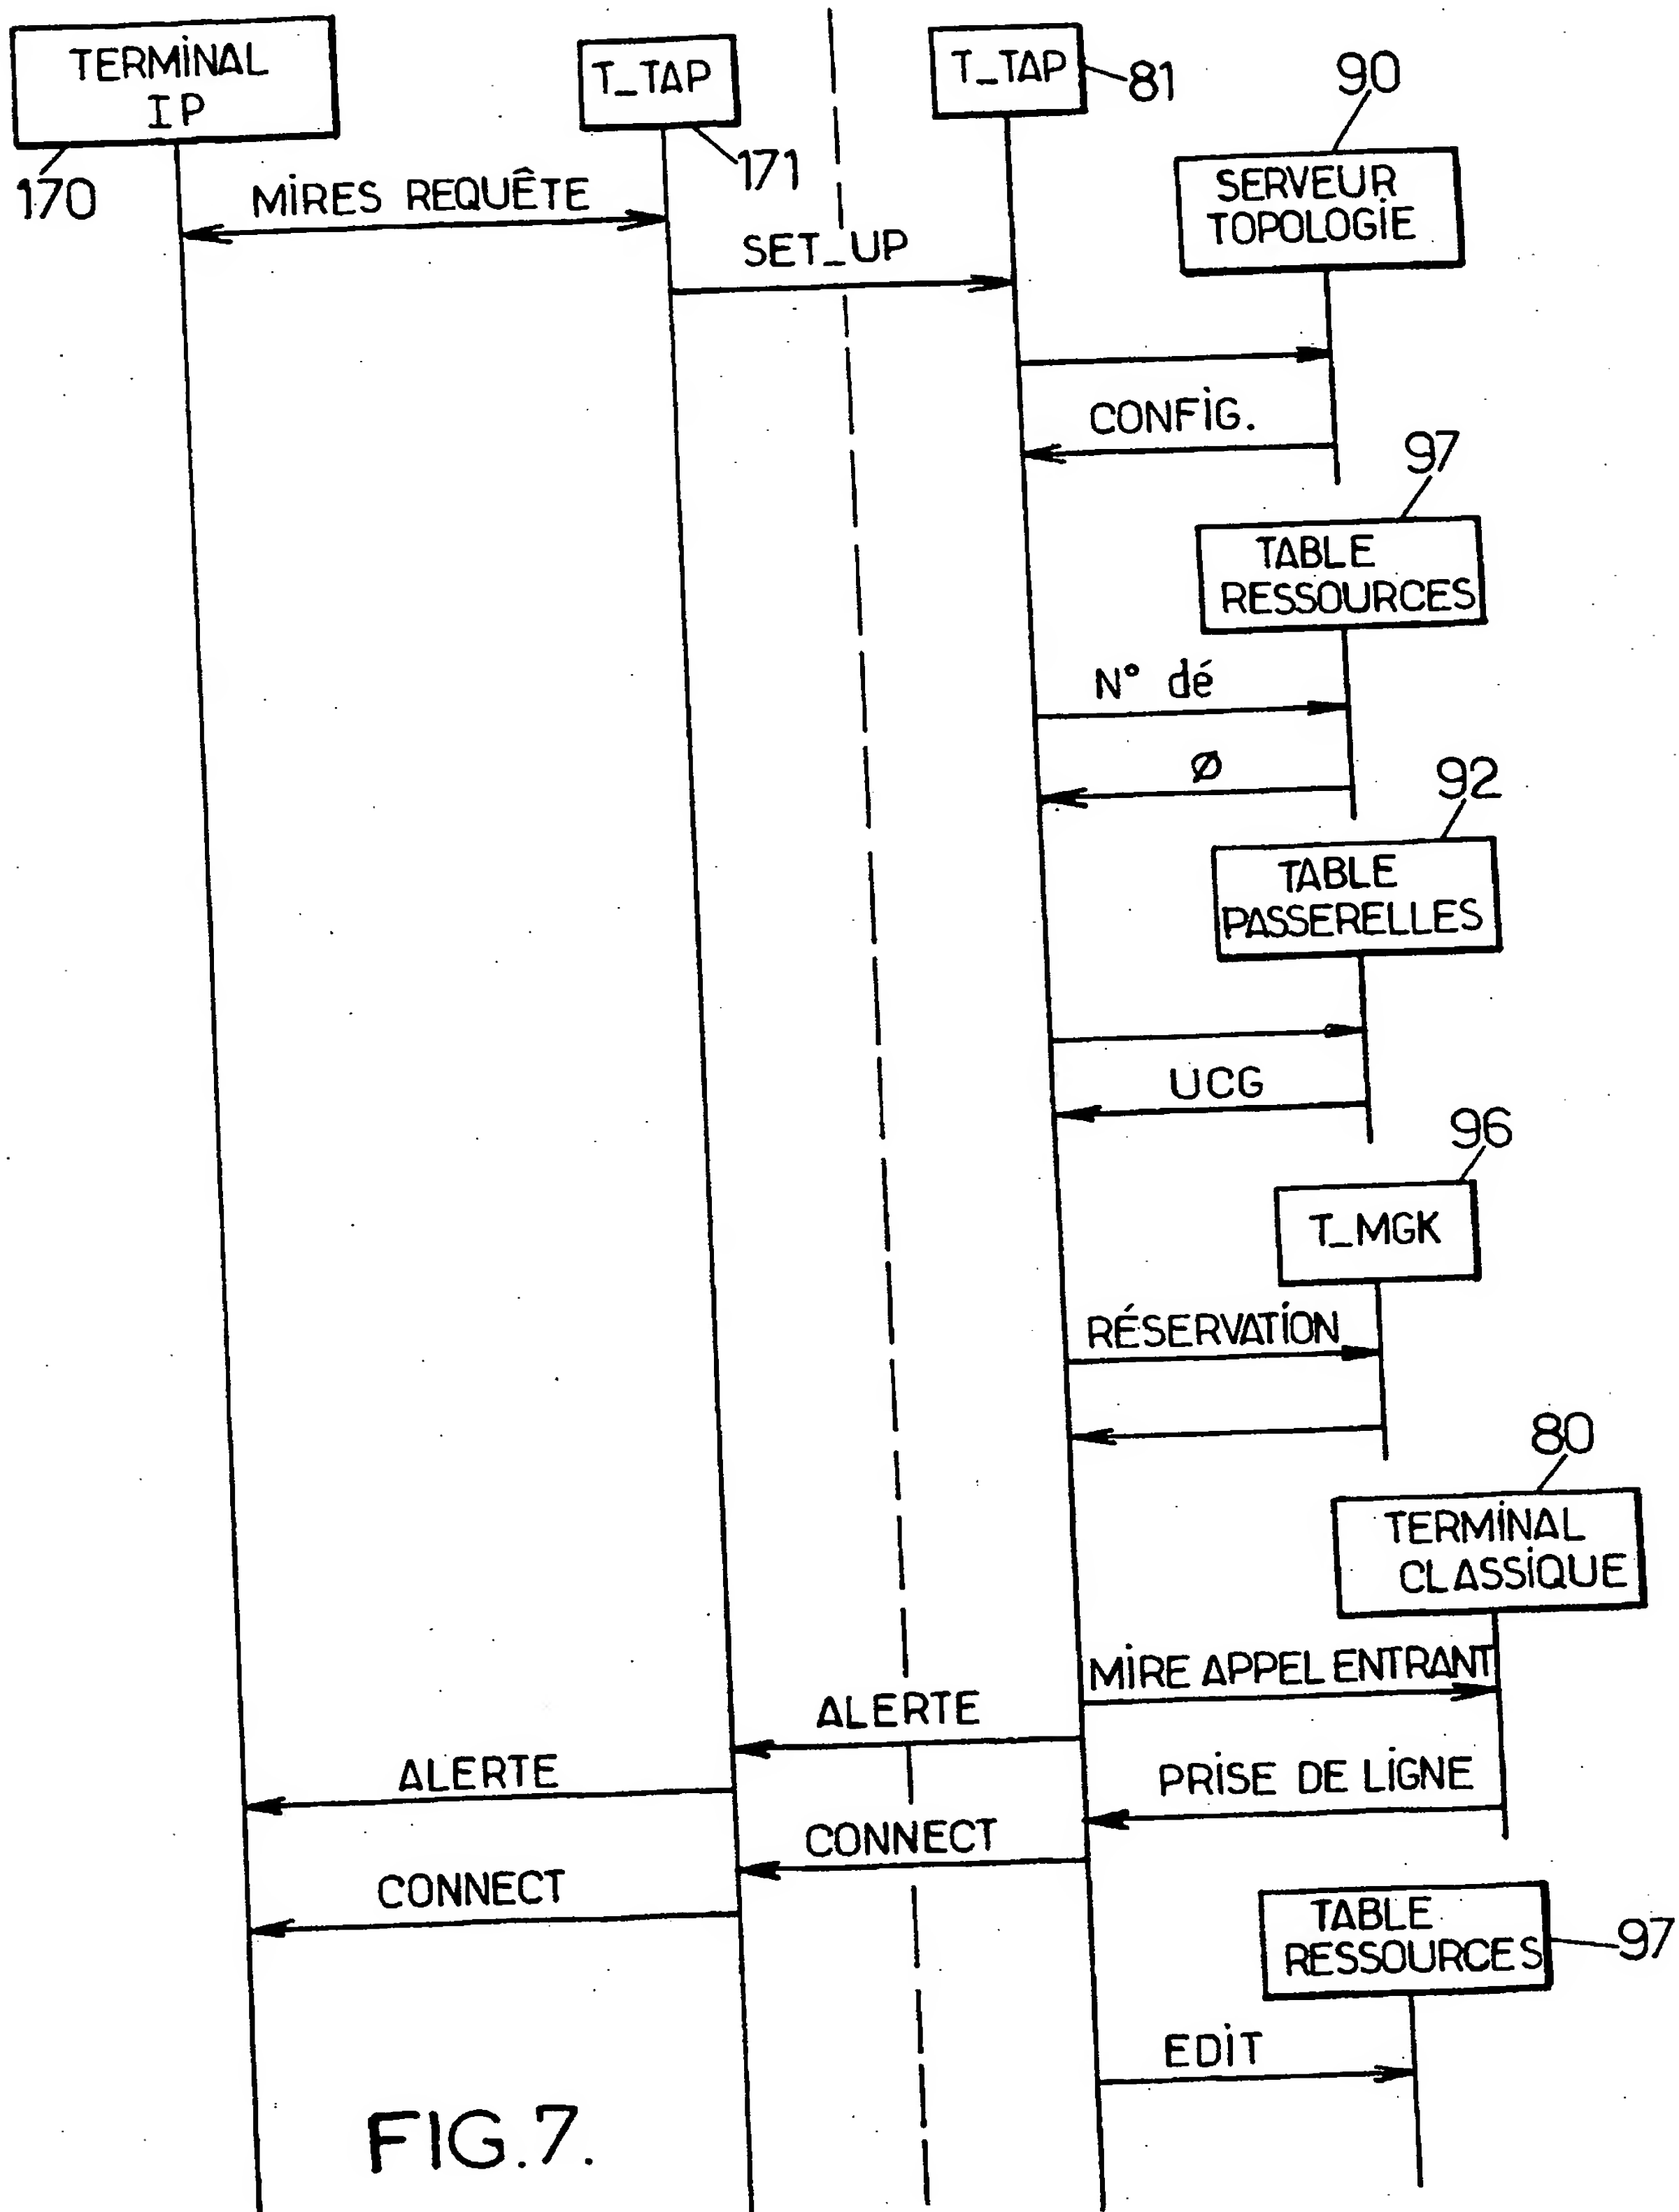 TERMINAL
IP
170
T_TAP
171
T_TAP
81
90
SERVEUR
TOPOLOGIE
MIRES REQUÊTE
SET_UP
CONFIG.
97
TABLE
RESSOURCES
N° dé
Ø
92
TABLE
PASSERELLES
UCG
96
T_MGK
RÉSERVATION
80
TERMINAL
CLASSIQUE
MIRE APPEL ENTRANT
ALERTE
ALERTE
PRISE DE LIGNE
CONNECT
CONNECT
TABLE
RESSOURCES
97
EDIT
FIG.7.